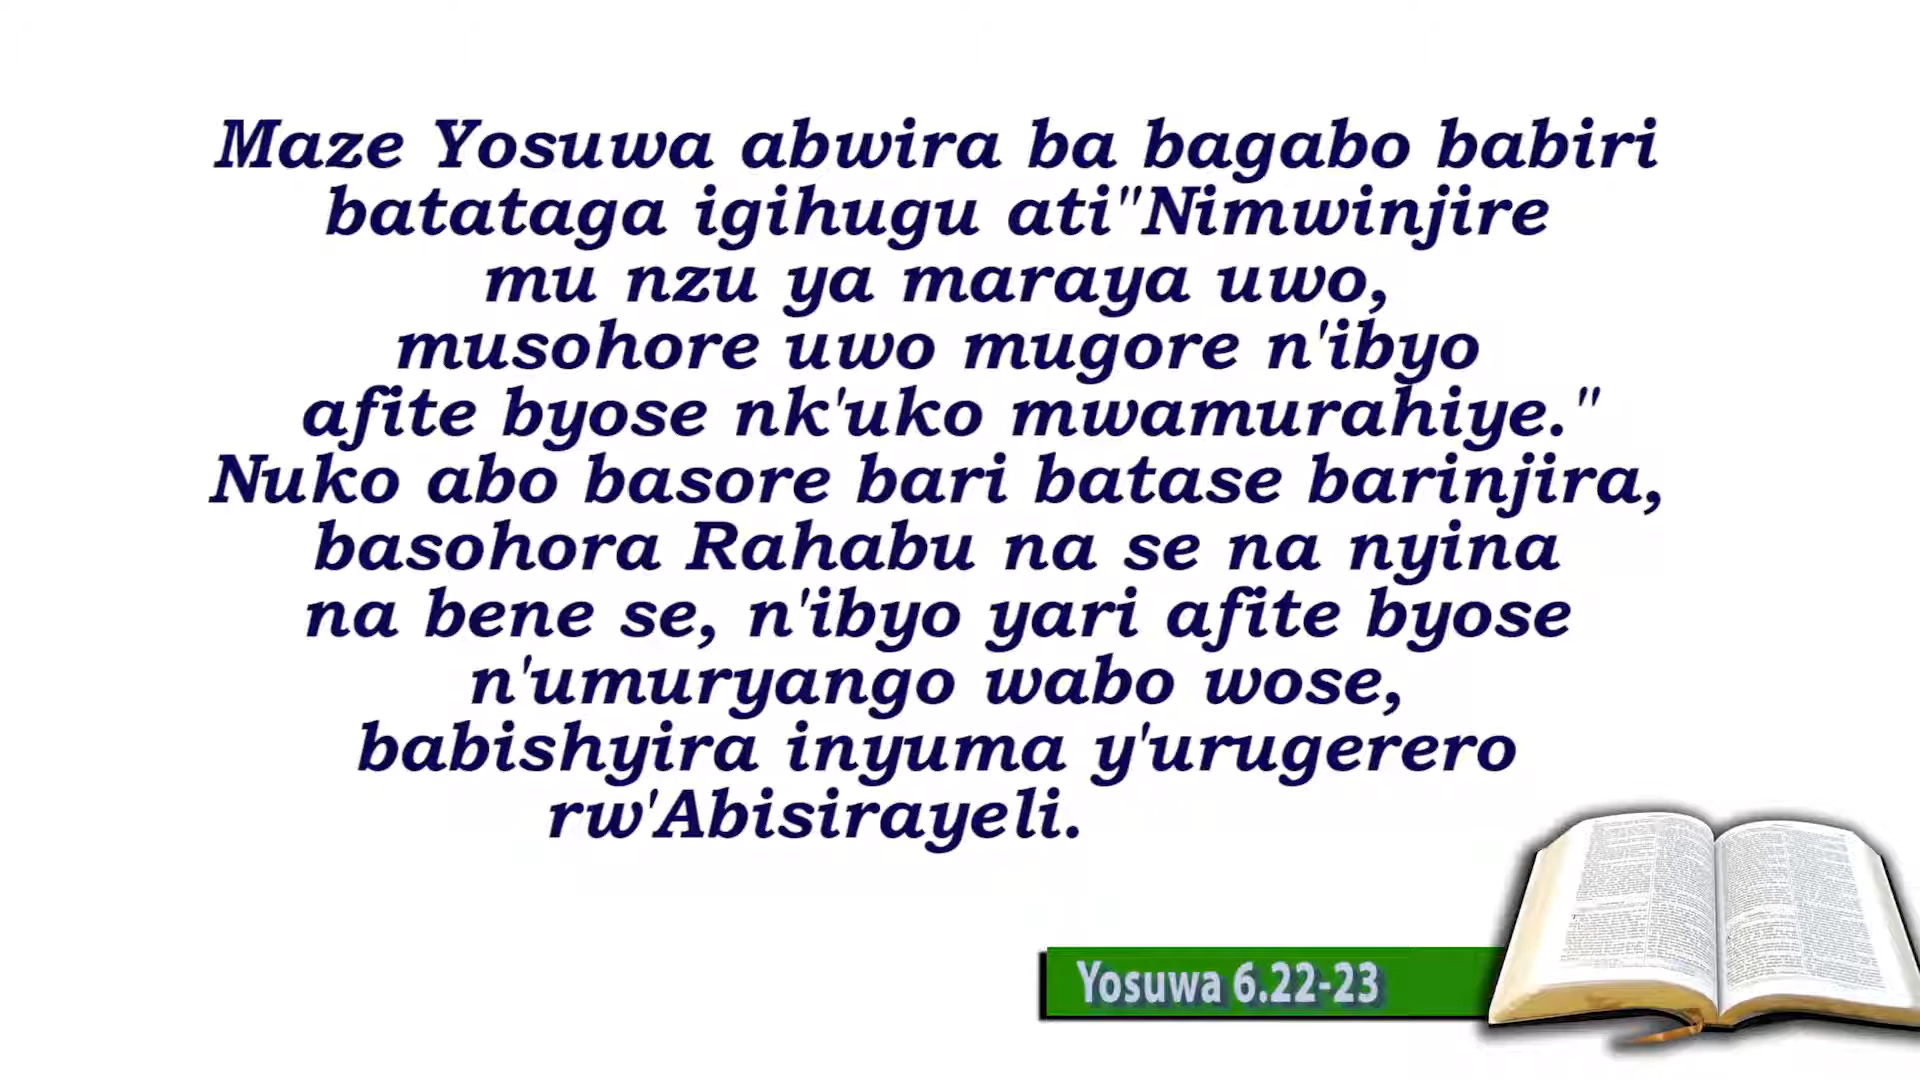 Maze Yosuwa abwira ba bagabo babiri
batataga igihugu ati"Nimwinjire
mu nzu ya maraya uwo,
musohore uwo mugore n'ibyo
afite byose nk'uko mwamurahiye."
Nuko abo basore bari batase barinjira,
basohora Rahabu na se na nyina
na bene se, n'ibyo yari afite byose
n'umuryango wabo wose,
babishyira inyuma y'urugerero
rw'Abisirayeli.
Yosuwa 6.22-23